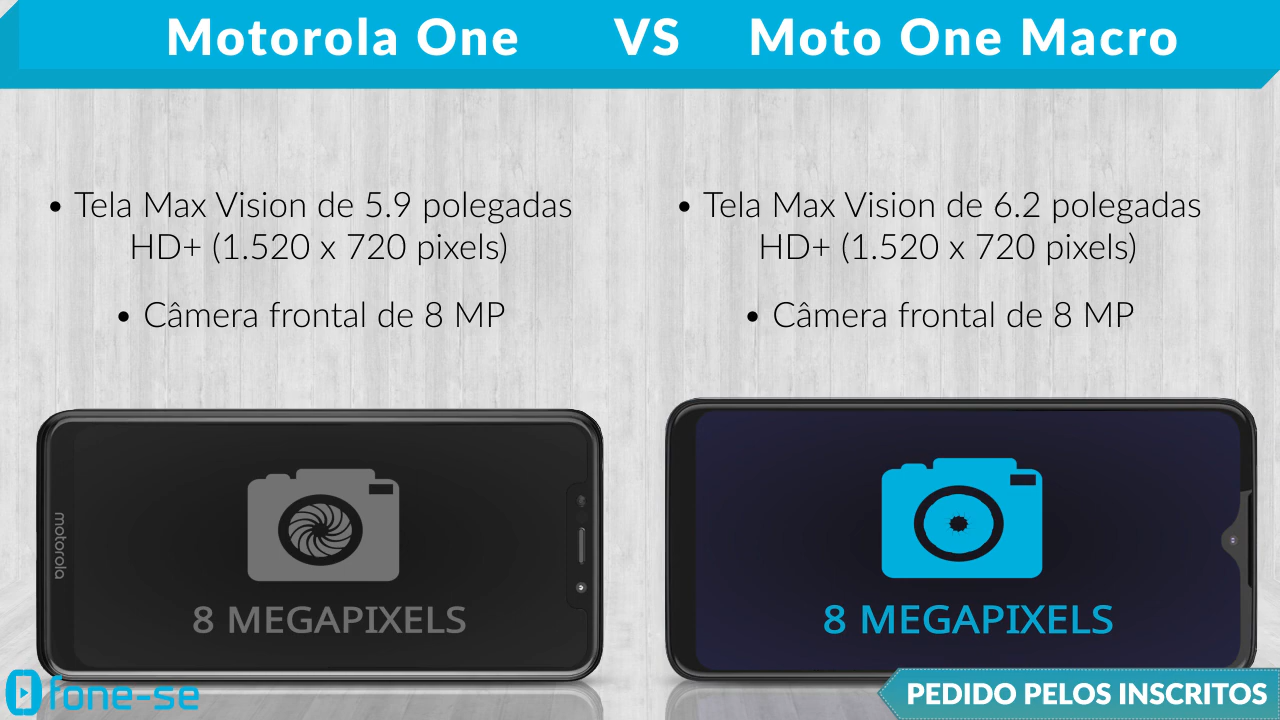 Motorola One VS Moto One Macro
• Tela Max Vision de 5.9 polegadas
HD+ (1.520 x 720 pixels)
• Câmera frontal de 8 MP
• Tela Max Vision de 6.2 polegadas
HD+ (1.520 x 720 pixels)
• Câmera frontal de 8 MP
motorola
8 MEGAPIXELS
8 MEGAPIXELS
fone-se
PEDIDO PELOS INSCRITOS